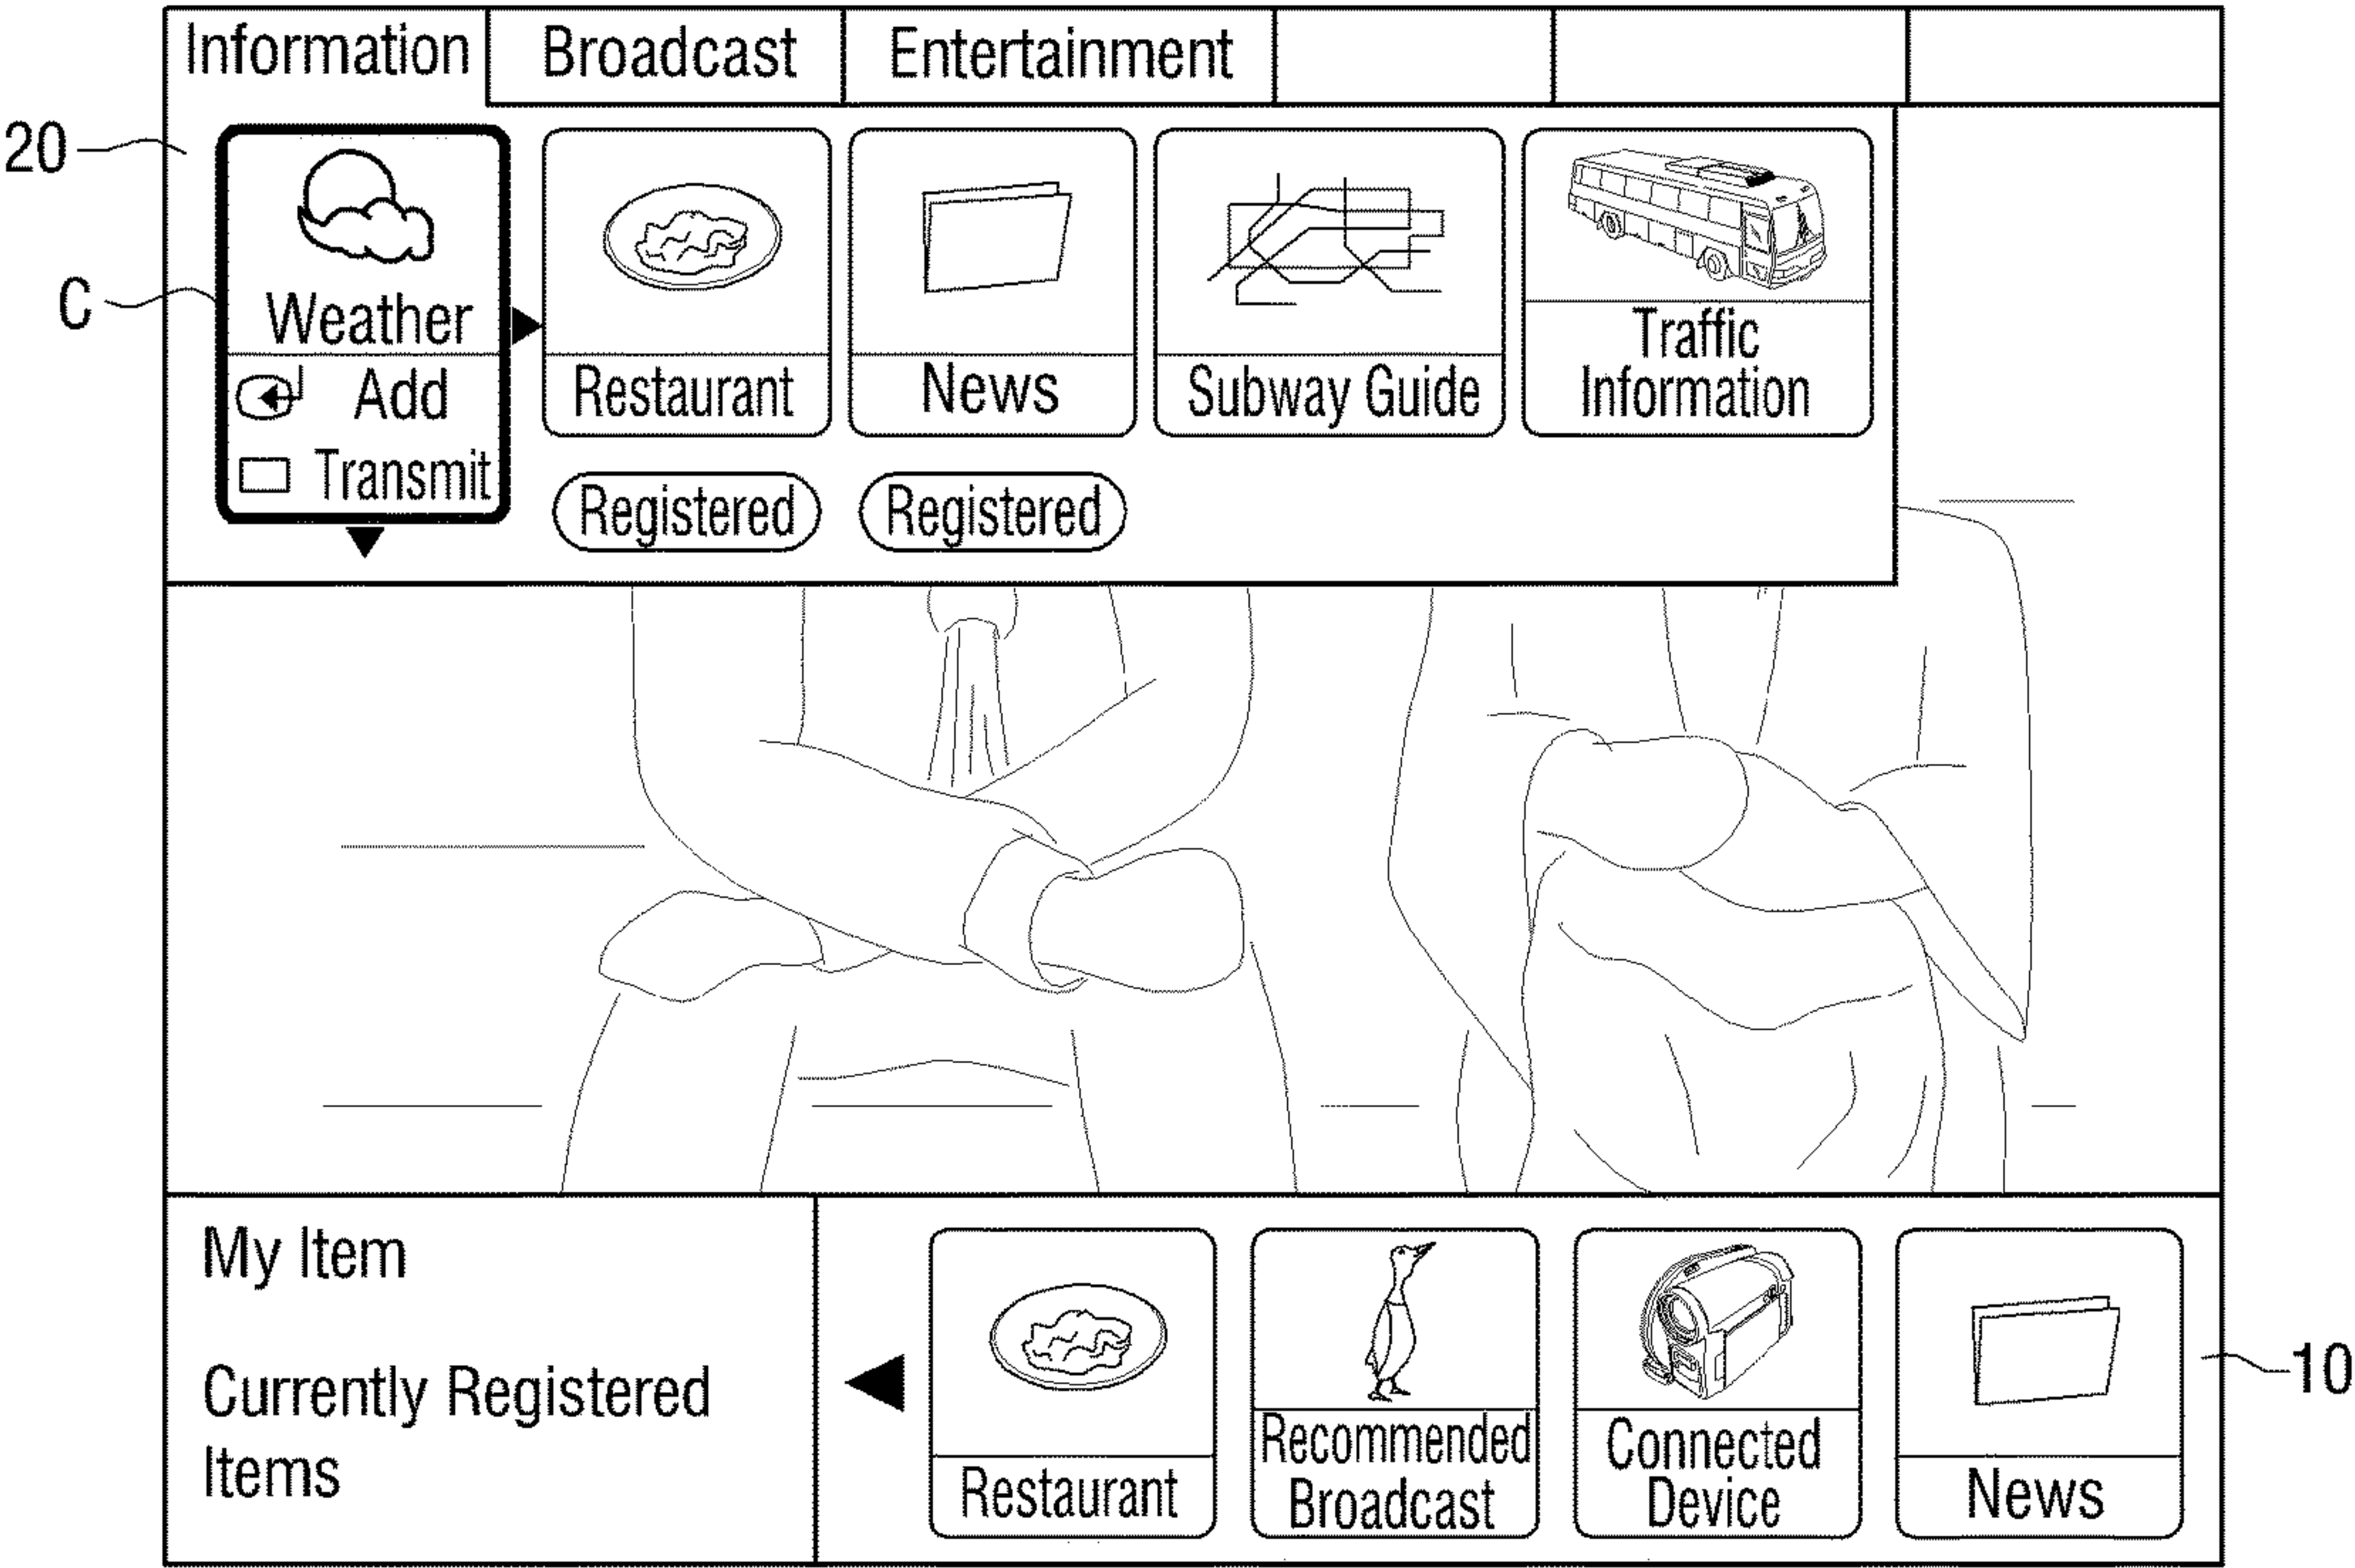 Information Broadcast Entertainment
20
C
Weather
Add
Transmit
Restaurant
News
Subway Guide
Traffic
Information
Registered
Registered
My Item
Currently Registered
Items
Restaurant
Recommended
Broadcast
Connected
Device
News
10